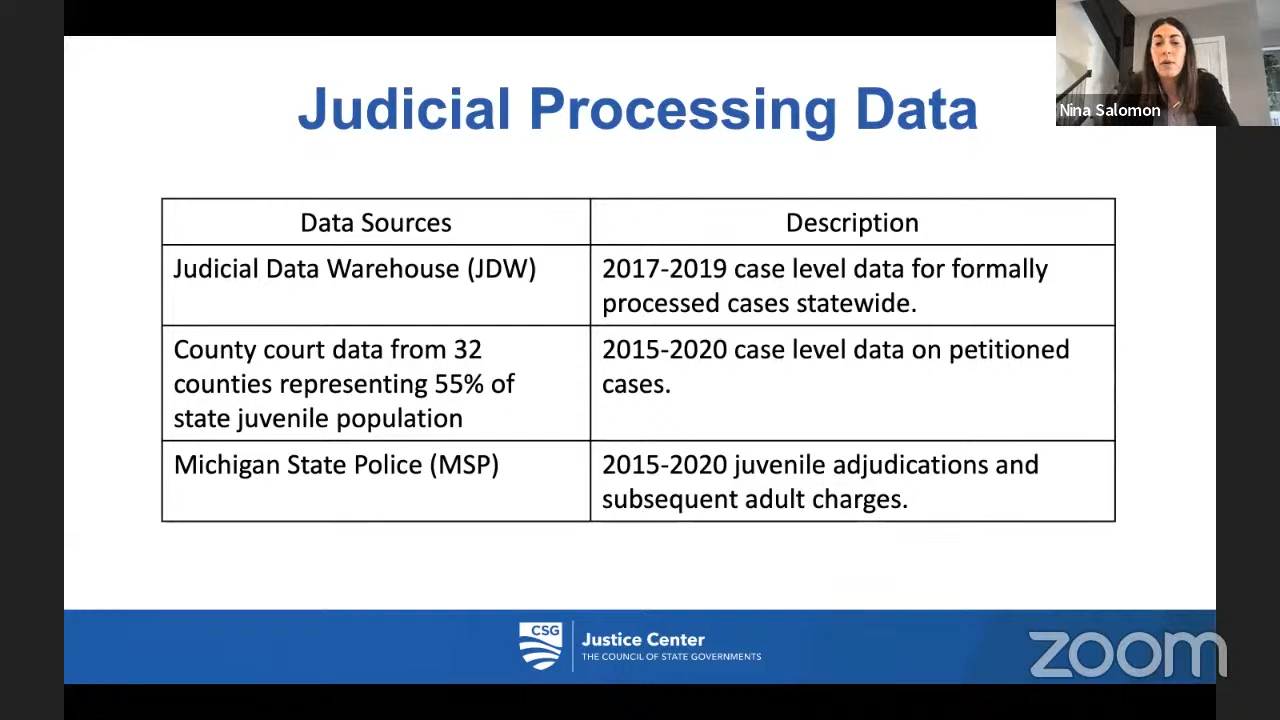 Judicial Processing Data
Nina Salomon
Data Sources
Description
Judicial Data Warehouse (JDW)
2017-2019 case level data for formally
processed cases statewide.
County court data from 32
counties representing 55% of
state juvenile population
2015-2020 case level data on petitioned
cases.
Michigan State Police (MSP)
2015-2020 juvenile adjudications and
subsequent adult charges.
CSG
Justice Center
THE COUNCIL OF STATE GOVERNMENTS
zoom